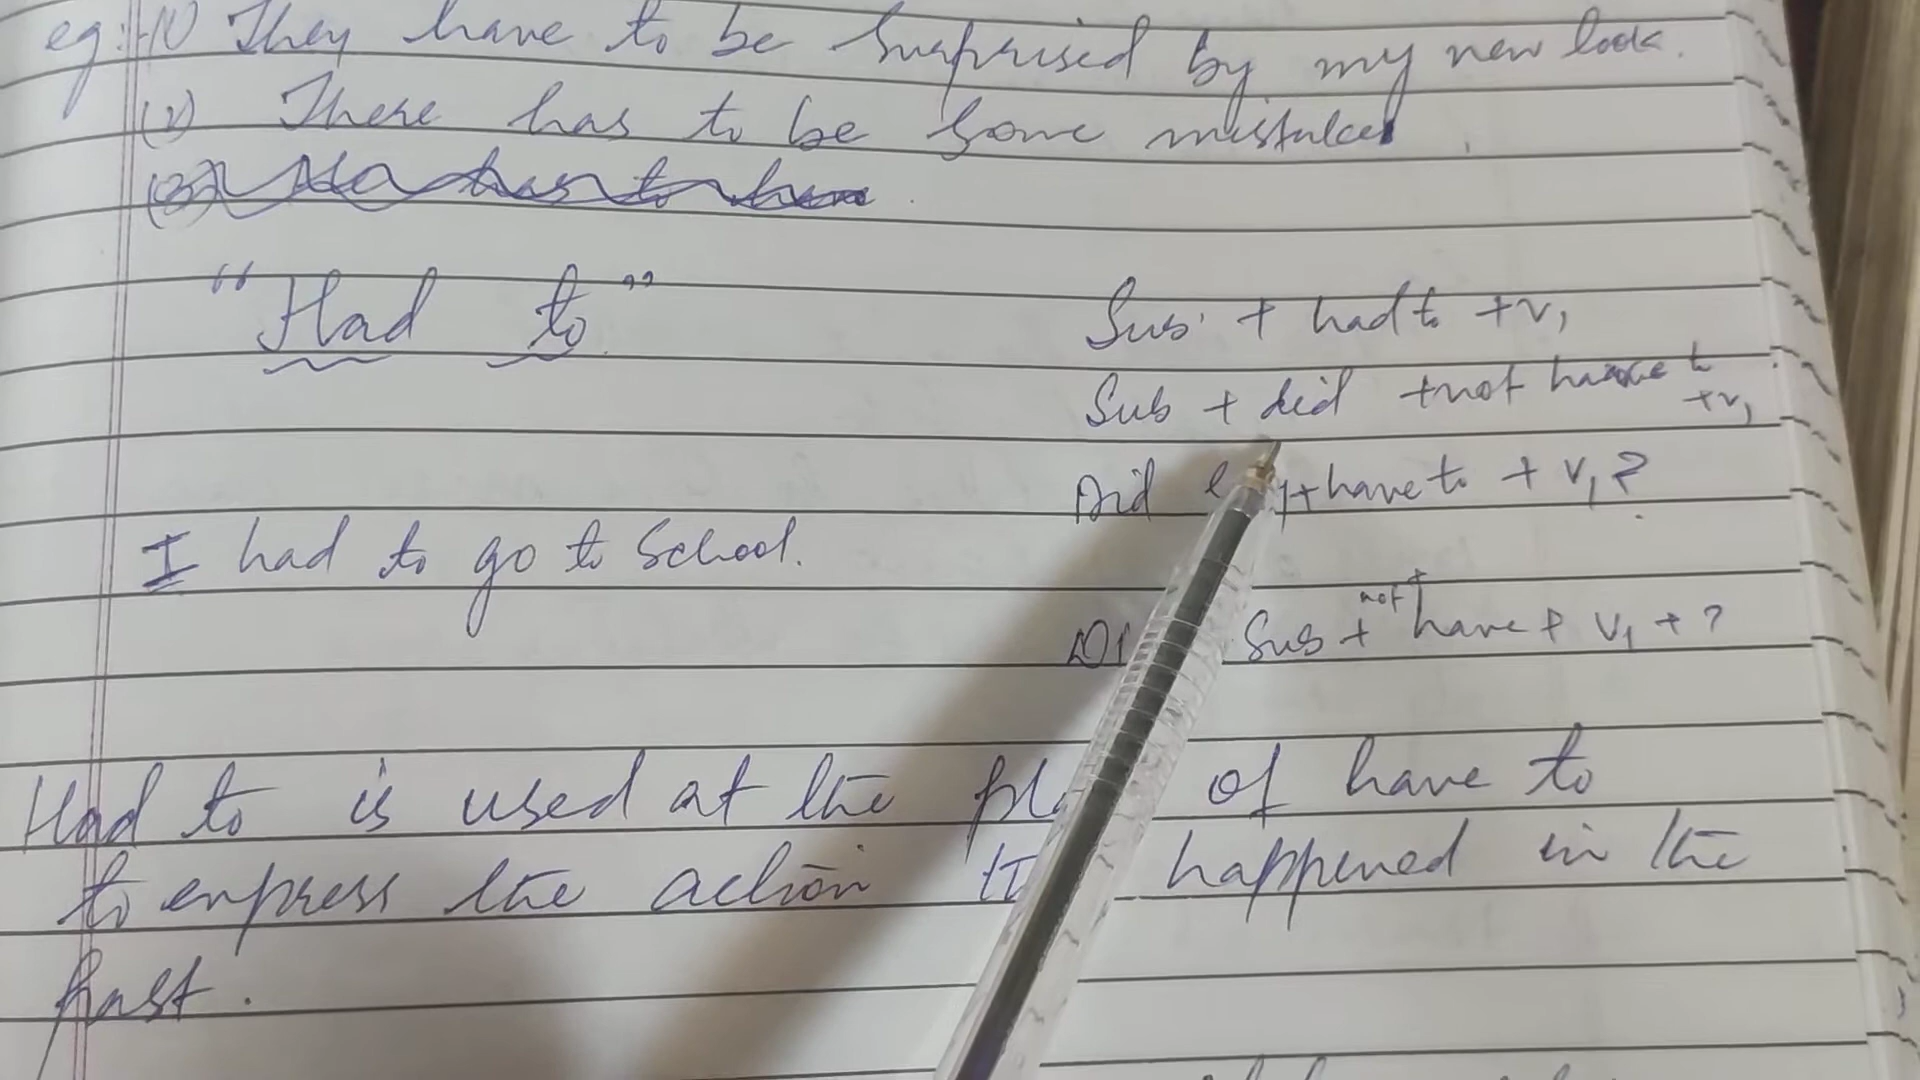 eg:- (1) They have to be surprised by my new look.
(2) There has to be some mistake.
"Had to"
Sub + had to + v1
Sub + did + not have to + v1
Did + have to + v1 ?
I had to go to School.
Sub + not + have + v1 + ?
Had to is used at the of have to
to express the action happened in the
past.